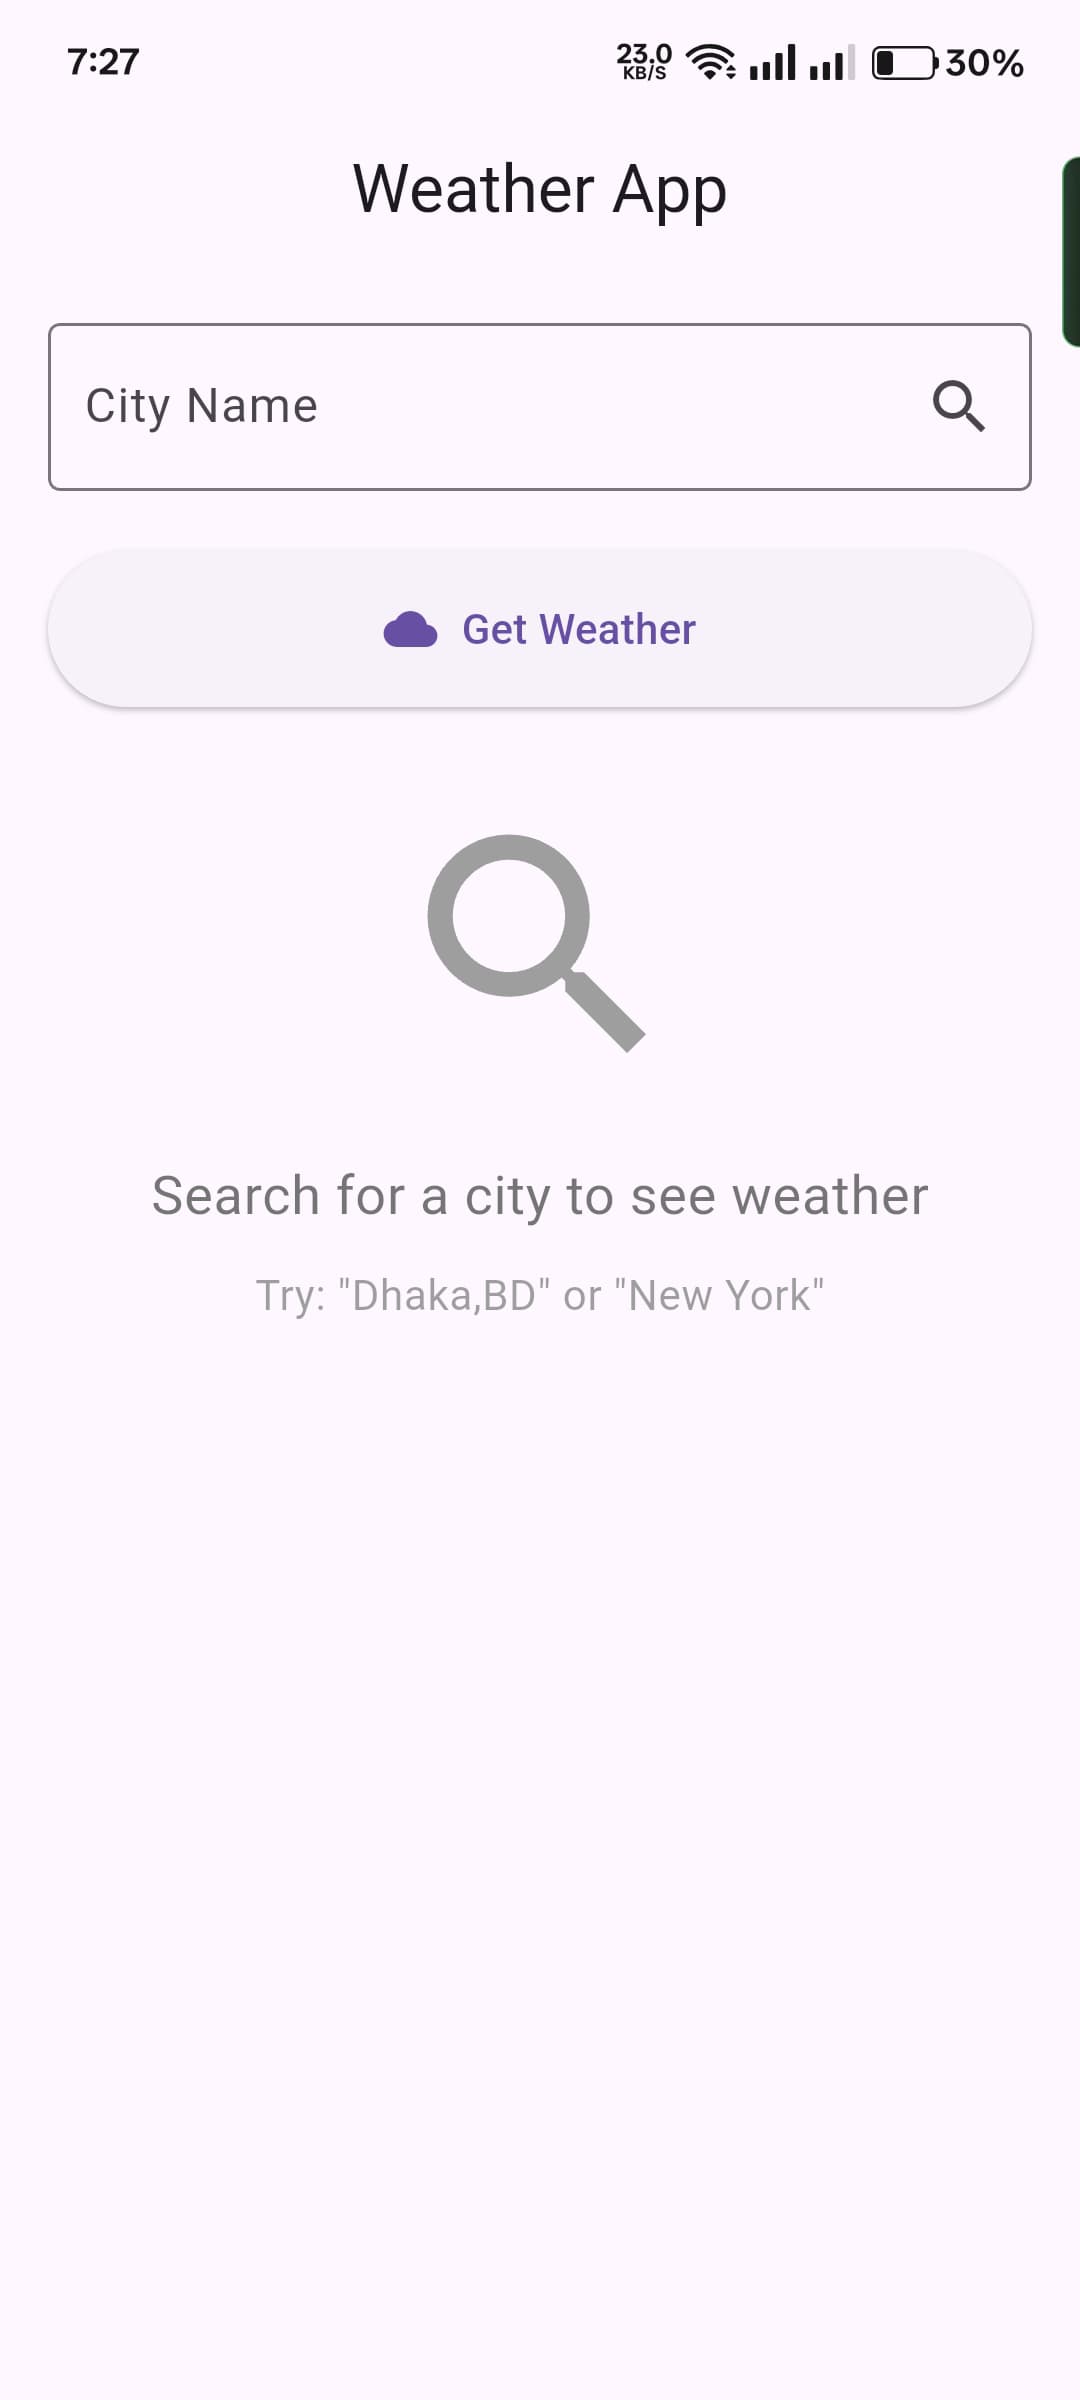 7:27
23.0
KB/S
30%
Weather App
City Name
Get Weather
Search for a city to see weather
Try: "Dhaka,BD" or "New York"